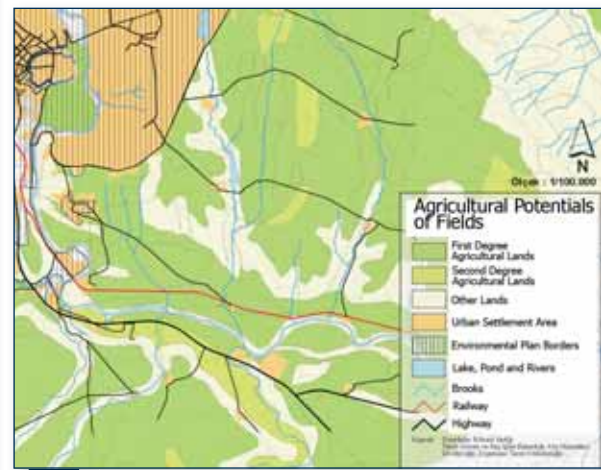 N
Ölçek : 1/100.000
Agricultural Potentials
of Fields
First Degree
Agricultural Lands
Second Degree
Agricultural Lands
Other Lands
Urban Settlement Area
Environmental Plan Borders
Lake, Pond and Rivers
Brooks
Railway
Highway